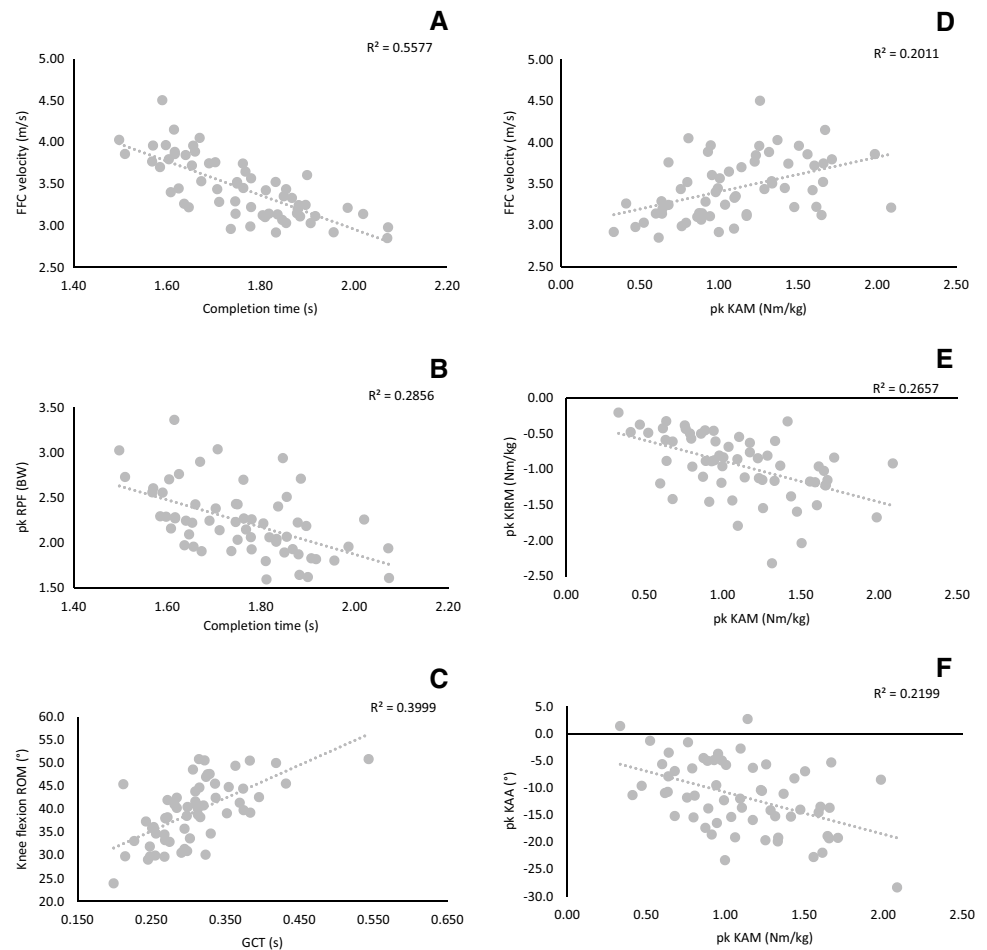 A
R² = 0.5577
5.00
4.50
4.00
3.50
3.00
2.50
FFC velocity (m/s)
1.40 1.60 1.80 2.00 2.20
Completion time (s)
D
R² = 0.2011
5.00
4.50
4.00
3.50
3.00
2.50
FFC velocity (m/s)
0.00 0.50 1.00 1.50 2.00 2.50
pk KAM (Nm/kg)
B
R² = 0.2856
3.50
3.00
2.50
2.00
1.50
pk RPF (BW)
1.40 1.60 1.80 2.00 2.20
Completion time (s)
E
R² = 0.2657
0.00
-0.50
-1.00
-1.50
-2.00
-2.50
pk KIRM (Nm/kg)
0.00 0.50 1.00 1.50 2.00 2.50
pk KAM (Nm/kg)
C
R² = 0.3999
60.0
55.0
50.0
45.0
40.0
35.0
30.0
25.0
20.0
Knee flexion ROM (°)
0.150 0.250 0.350 0.450 0.550 0.650
GCT (s)
F
R² = 0.2199
5.0
0.0
-5.0
-10.0
-15.0
-20.0
-25.0
-30.0
pk KAA (°)
0.00 0.50 1.00 1.50 2.00 2.50
pk KAM (Nm/kg)